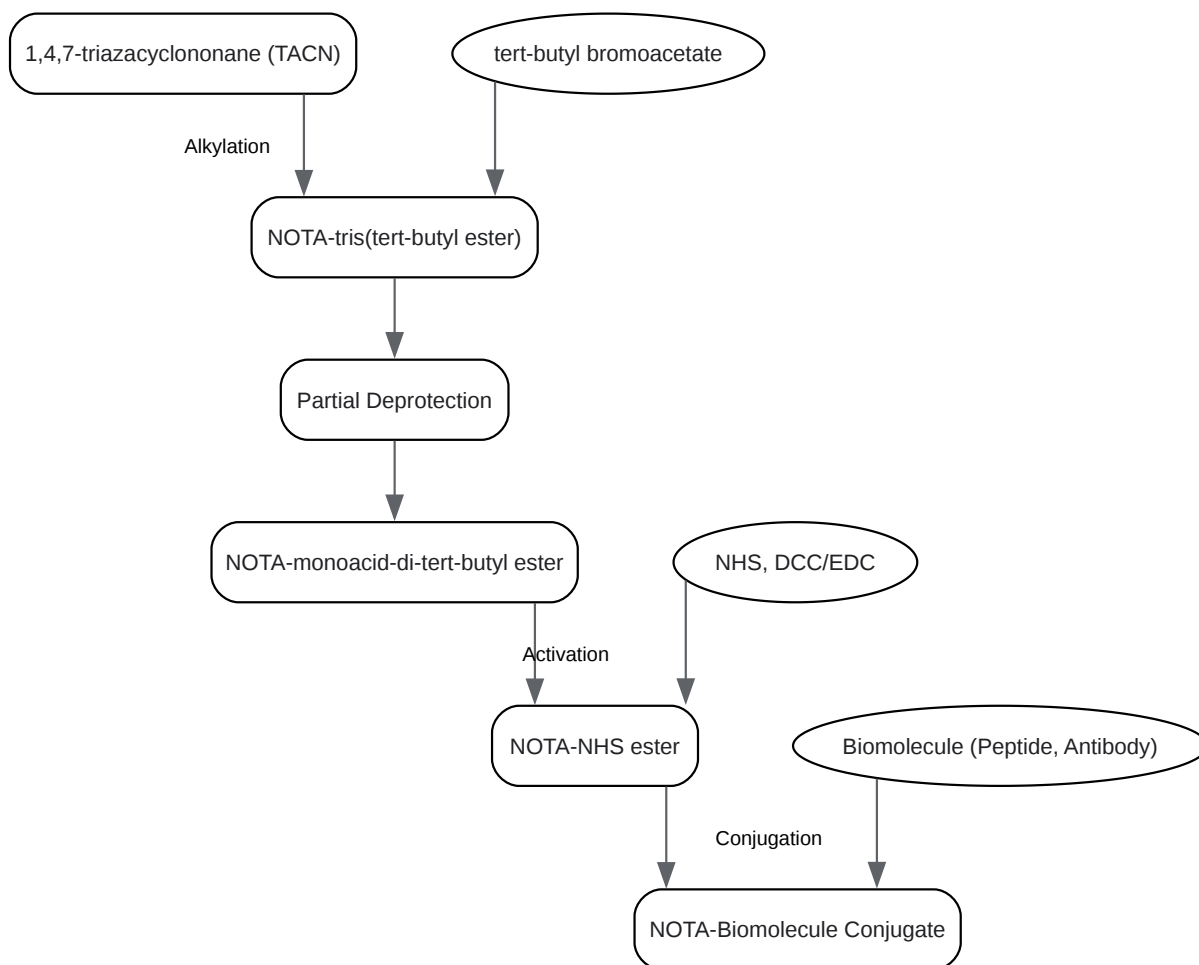 1,4,7-triazacyclononane (TACN)
tert-butyl bromoacetate
Alkylation
NOTA-tris(tert-butyl ester)
Partial Deprotection
NOTA-monoacid-di-tert-butyl ester
NHS, DCC/EDC
Activation
NOTA-NHS ester
Biomolecule (Peptide, Antibody)
Conjugation
NOTA-Biomolecule Conjugate